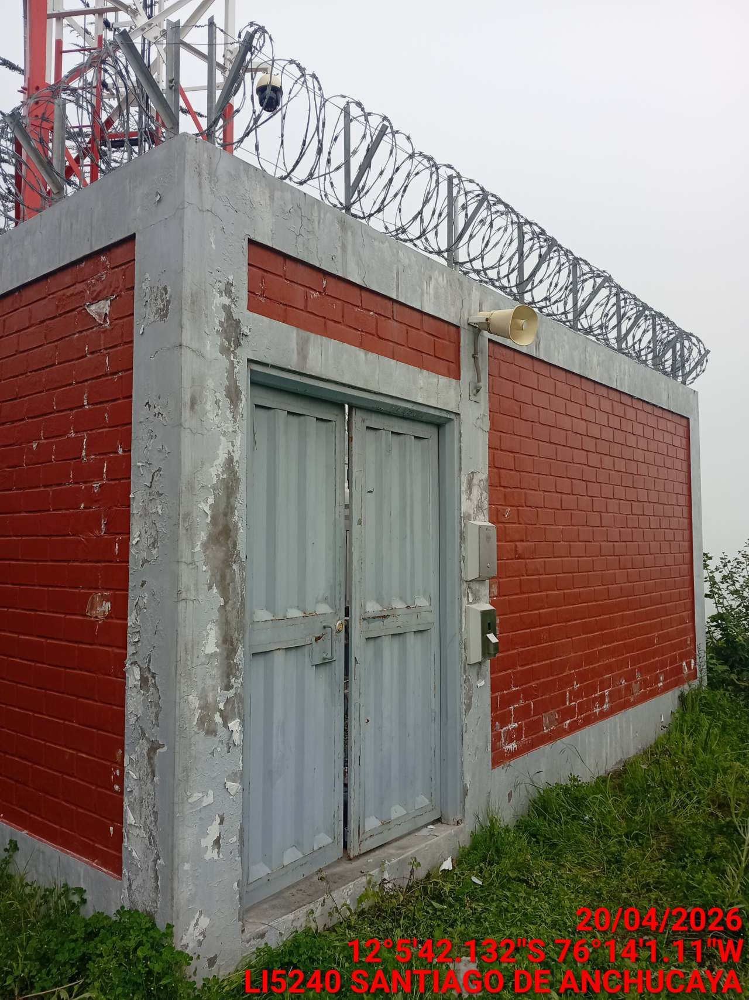 20/04/2026
12°5'42.132"S 76°14'1.11"W
LI5240 SANTIAGO DE ANCHUCAYA